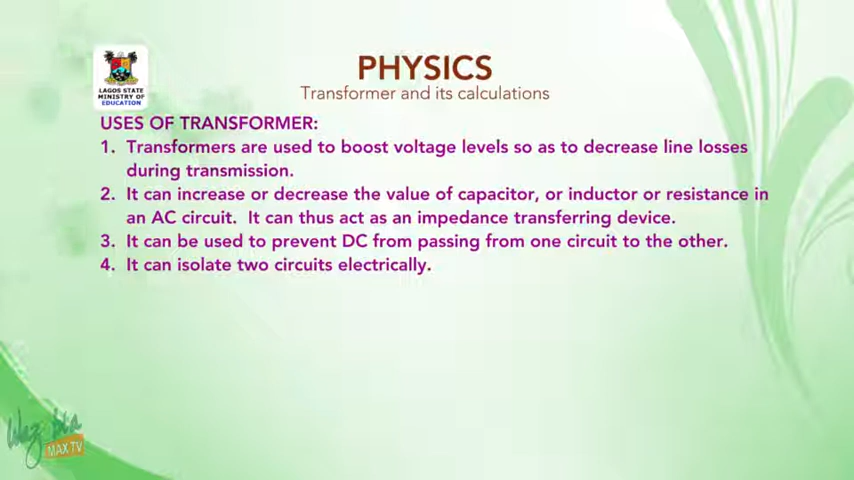 LAGOS STATE
MINISTRY OF
EDUCATION
PHYSICS
Transformer and its calculations
USES OF TRANSFORMER:
1. Transformers are used to boost voltage levels so as to decrease line losses
during transmission.
2. It can increase or decrease the value of capacitor, or inductor or resistance in
an AC circuit. It can thus act as an impedance transferring device.
3. It can be used to prevent DC from passing from one circuit to the other.
4. It can isolate two circuits electrically.
MAX TV